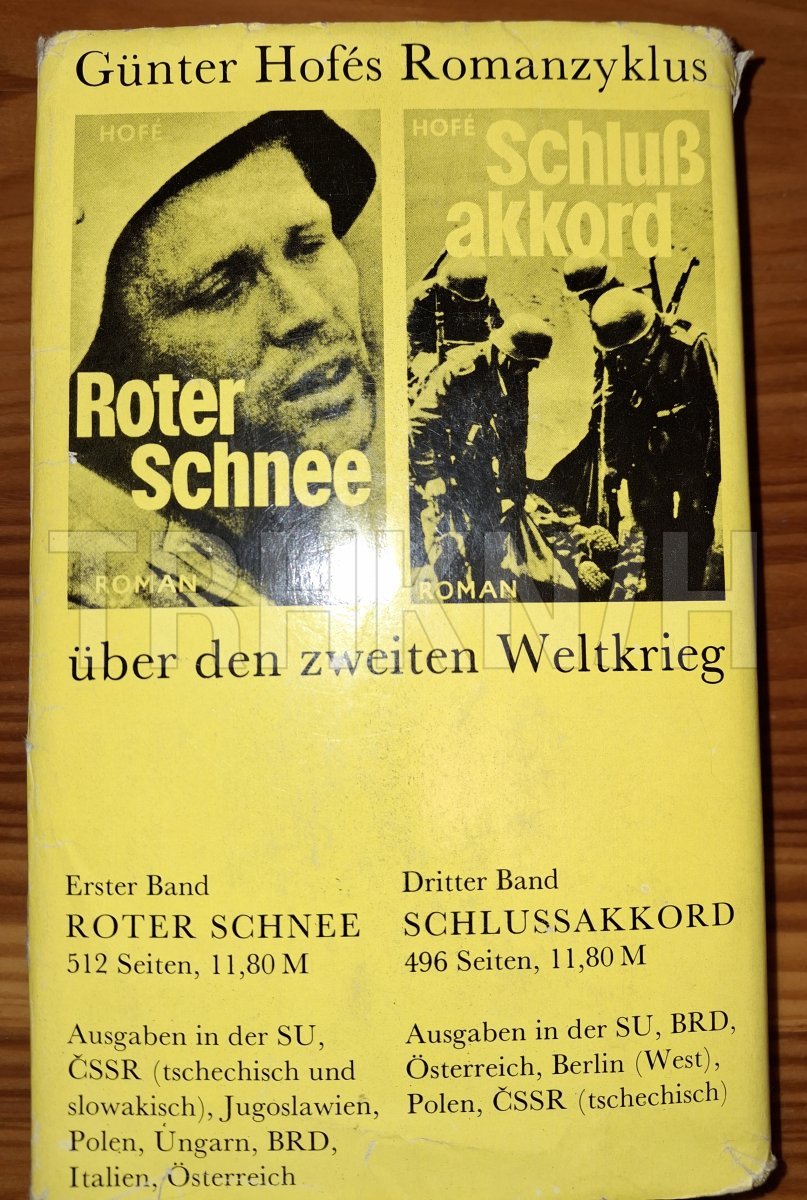 Günter Hofés Romanzyklus
HOFÉ
Roter
Schnee
ROMAN
HOFÉ
Schluß
akkord
ROMAN
TRHKN/H
über den zweiten Weltkrieg
Erster Band
ROTER SCHNEE
512 Seiten, 11,80 M
Ausgaben in der SU,
ČSSR (tschechisch und
slowakisch), Jugoslawien,
Polen, Ungarn, BRD,
Italien, Österreich
Dritter Band
SCHLUSSAKKORD
496 Seiten, 11,80 M
Ausgaben in der SU, BRD,
Österreich, Berlin (West),
Polen, ČSSR (tschechisch)